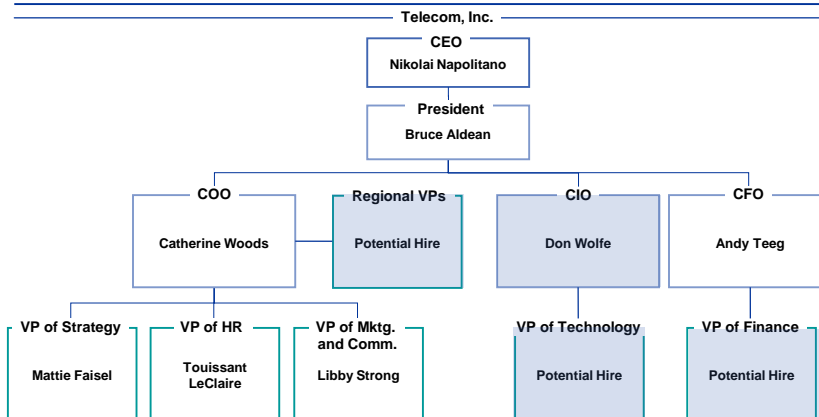 Telecom, Inc.
CEO
Nikolai Napolitano
President
Bruce Aldean
COO
Catherine Woods
Regional VPs
Potential Hire
CIO
Don Wolfe
CFO
Andy Teeg
VP of Strategy
Mattie Faisel
VP of HR
Touissant
LeClaire
VP of Mktg.
and Comm.
Libby Strong
VP of Technology
Potential Hire
VP of Finance
Potential Hire